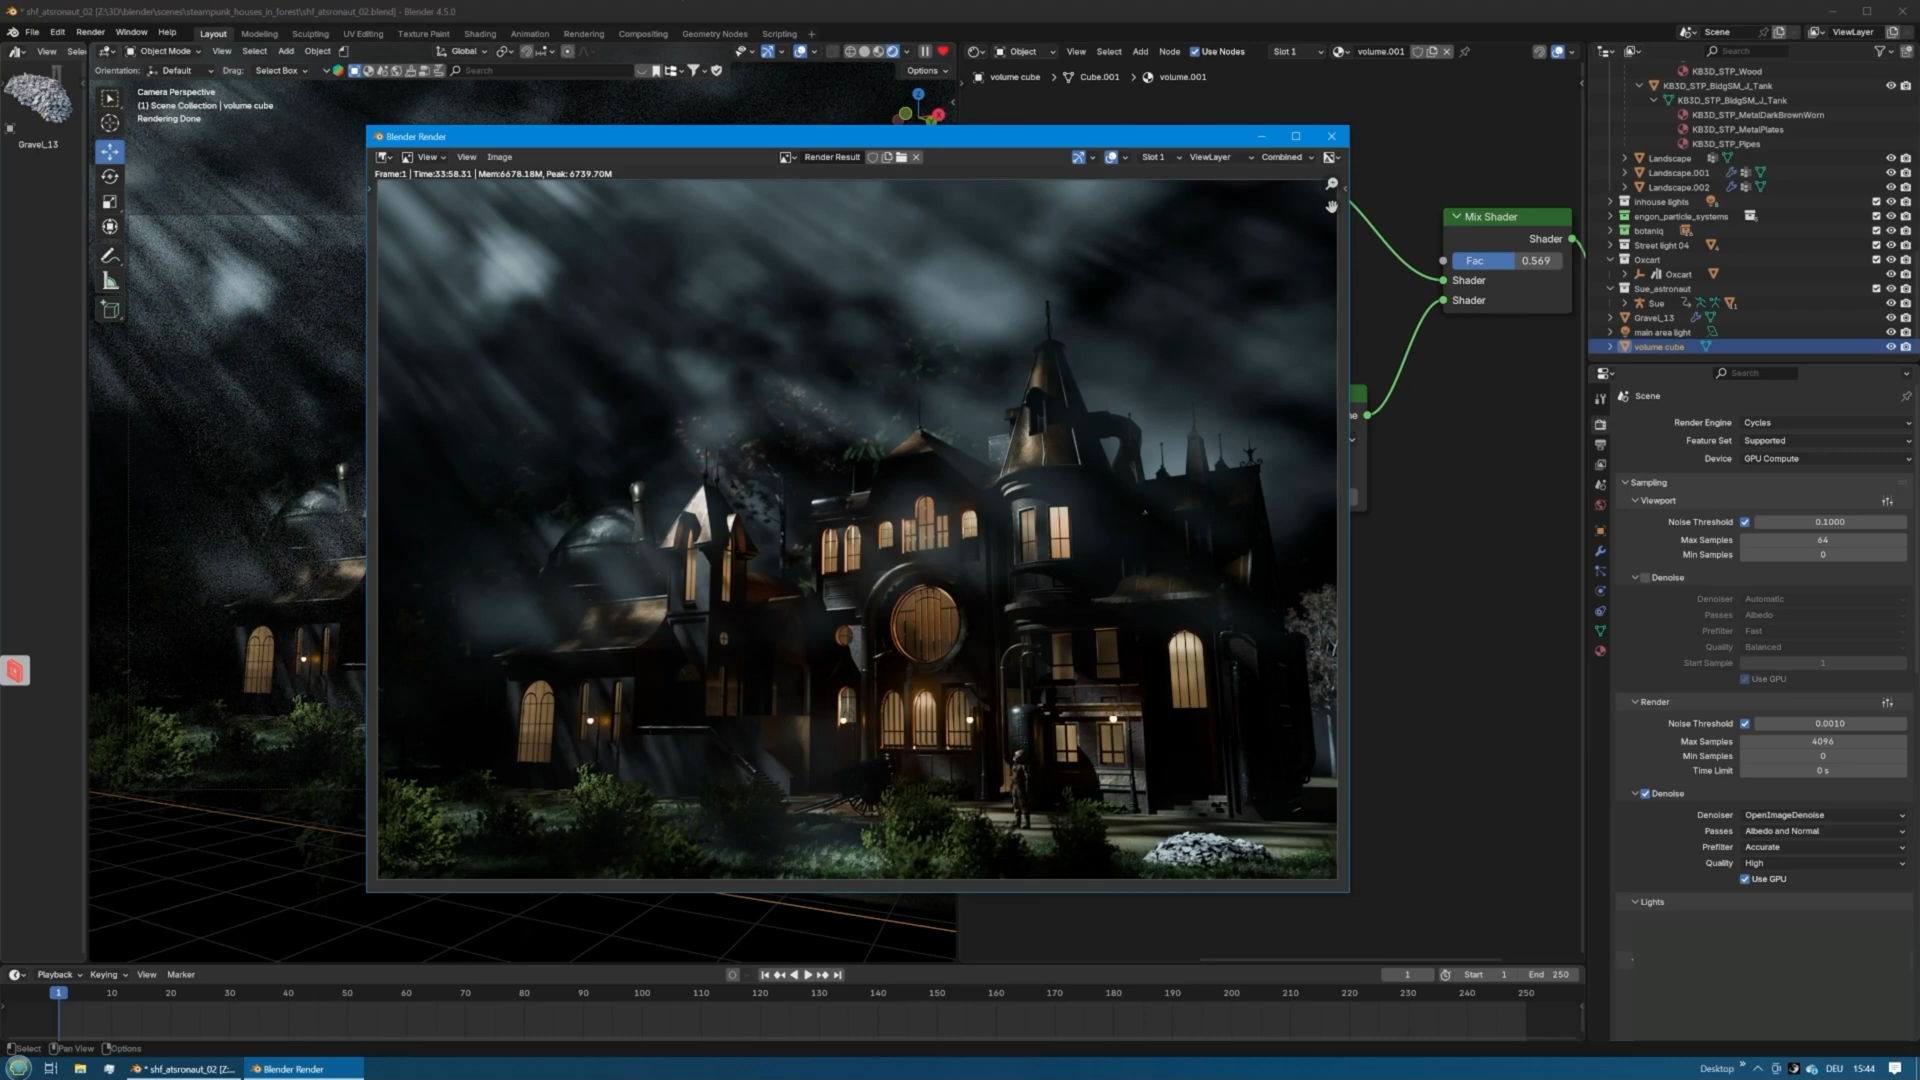 * shf_atsronaut_02 [Z:\3D\blender\scenes\steampunk_houses_in_forest\shf_atsronaut_02.blend] - Blender 4.5.0
File Edit Render Window Help Layout Modeling Sculpting UV Editing Texture Paint Shading Animation Rendering Compositing Geometry Nodes Scripting + Scene ViewLayer
View Sele Object Mode View Select Add Object Global Object View Select Add Node Use Nodes Slot 1 volume.001 Search
Orientation: Default Drag: Select Box Search Options
volume cube > Cube.001 > volume.001
Camera Perspective
(1) Scene Collection | volume cube
Rendering Done
Gravel_13
Blender Render
View View Image Render Result Slot 1 ViewLayer Combined
Frame:1 | Time:33:58.31 | Mem:6678.18M, Peak: 6739.70M
Mix Shader
Shader
Fac 0.569
Shader
Shader
KB3D_STP_Wood
KB3D_STP_BldgSM_J_Tank
KB3D_STP_BldgSM_J_Tank
KB3D_STP_MetalDarkBrownWorn
KB3D_STP_MetalPlates
KB3D_STP_Pipes
Landscape
Landscape.001
Landscape.002
inhouse lights
engon_particle_systems
botaniq
Street light 04
Oxcart
Oxcart
Sue_astronaut
Sue
Gravel_13
main area light
volume cube
Search
Scene
Render Engine Cycles
Feature Set Supported
Device GPU Compute
Sampling
Viewport
Noise Threshold 0.1000
Max Samples 64
Min Samples 0
Denoise
Denoiser Automatic
Passes Albedo
Prefilter Fast
Quality Balanced
Start Sample 1
Use GPU
Render
Noise Threshold 0.0010
Max Samples 4096
Min Samples 0
Time Limit 0 s
Denoise
Denoiser OpenImageDenoise
Passes Albedo and Normal
Prefilter Accurate
Quality High
Use GPU
Lights
Playback Keying View Marker 1 Start 1 End 250
1 10 20 30 40 50 60 70 80 90 100 110 120 130 140 150 160 170 180 190 200 210 220 230 240 250
Select Pan View Options
* shf_atsronaut_02 [Z:... Blender Render Desktop DEU 15:44